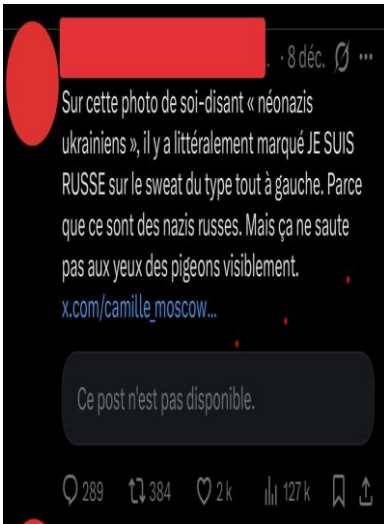 . · 8 déc.
Sur cette photo de soi-disant « néonazis
ukrainiens », il y a littéralement marqué JE SUIS
RUSSE sur le sweat du type tout à gauche. Parce
que ce sont des nazis russes. Mais ça ne saute
pas aux yeux des pigeons visiblement.
x.com/camille_moscow...
Ce post n'est pas disponible.
289 384 2 k 127 k